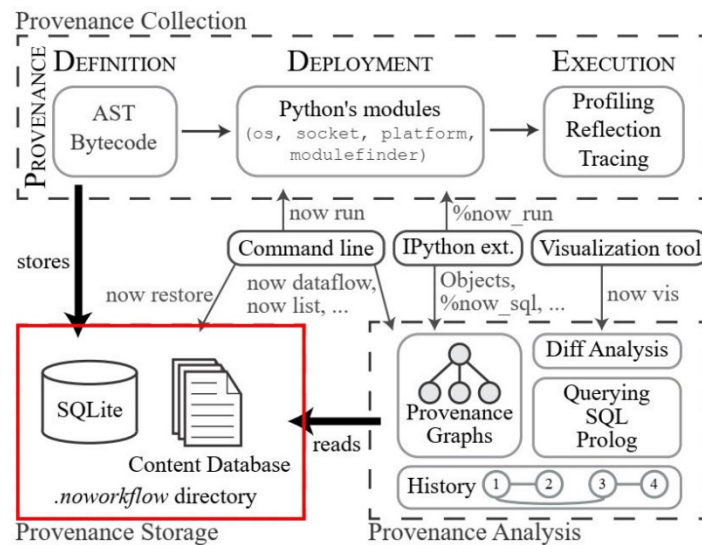 Provenance Collection
PROVENANCE
DEFINITION
DEPLOYMENT
EXECUTION
AST
Bytecode
Python's modules
(os, socket, platform,
modulefinder)
Profiling
Reflection
Tracing
now run
%now_run
stores
Command line
IPython ext.
Visualization tool
now restore
now dataflow,
now list, ...
Objects,
%now_sql, ...
now vis
SQLite
Content Database
.noworkflow directory
Provenance Storage
reads
Provenance
Graphs
Diff Analysis
Querying
SQL
Prolog
History 1 2 3 4
Provenance Analysis